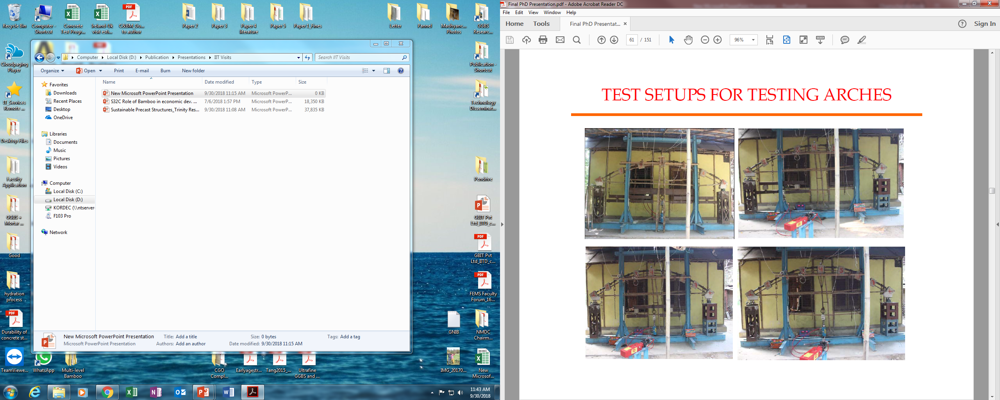 Recycle Bin
Computer - Shortcut
Concrete Test Progr...
Ireland-Uk visit esti...
C&BM_Gu... to author
Paper 2
Paper 3
Paper 4 literature
Paper 5
Paper 1_Fines
Letter
Pannel
Madhyanc... Photos
GGBS Researc...
Cloudpaging Player
IT_Services Remote ...
Desktop Files
Faculty Application
GGBS + Mortar ...
Good
hydration process
Durability of concrete st...
TeamViewe...
WhatsApp
Multi-level Bamboo
Computer
Local Disk (D:)
Publication
Presentations
IIT Visits
Search IIT Visits
Organize
Open
Print
E-mail
Burn
New folder
Favorites
Downloads
Recent Places
Desktop
OneDrive
Libraries
Documents
Music
Pictures
Videos
Computer
Local Disk (C:)
Local Disk (D:)
KORDEC (\\ntserver-
F103 Pro
Network
Name Date modified Type Size
New Microsoft PowerPoint Presentation 9/30/2018 11:15 AM Microsoft PowerP... 0 KB
S32C Role of Bamboo in economic dev. ... 7/6/2018 1:57 PM Microsoft PowerP... 18,350 KB
Sustainable Precast Structures_Trinity Res... 9/30/2018 11:08 AM Microsoft PowerP... 37,835 KB
New Microsoft PowerPoint Presentation Title: Add a title Size: 0 bytes Tags: Add a tag
Microsoft PowerPoint Presentation Authors: Add an author Date modified: 9/30/2018 11:15 AM
Publication - Shortcut
Technology Disseminat...
Pendrive
GBIT Pvt Ltd_IITD_c...
GBIT Pvt Ltd_IITD_c...
FEMS Faculty Forum_16...
GNIB
NMDC Chairm...
CGO Compl...
Earlyagestr...
Tang2015_...
Ultrafine GGBS and ...
IMG_20170...
New Microsof...
11:43 AM
9/30/2018
Final PhD Presentation.pdf - Adobe Acrobat Reader DC
File Edit View Window Help
Home Tools Final PhD Presentat... Sign In
61 / 151 96%
TEST SETUPS FOR TESTING ARCHES